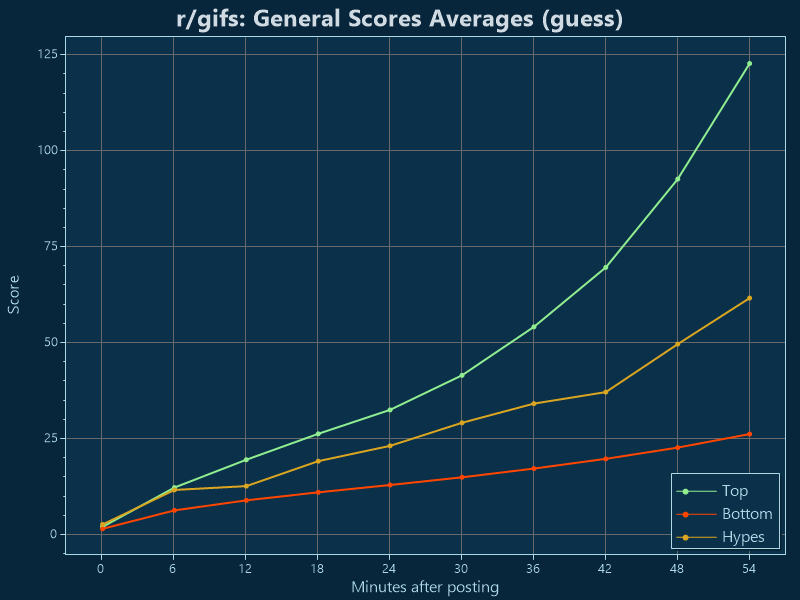 r/gifs: General Scores Averages (guess)
125
100
75
50
25
0
Score
0 6 12 18 24 30 36 42 48 54
Minutes after posting
Top
Bottom
Hypes